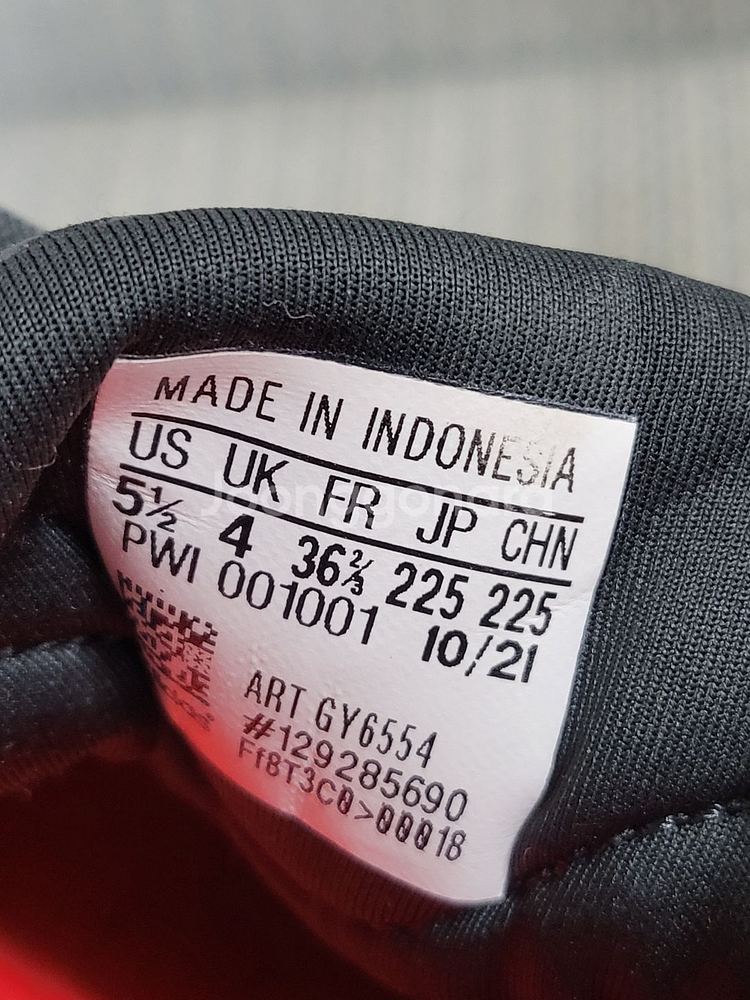 MADE IN INDONESIA
US UK FR JP CHN
5½ 4 36⅔ 225 225
PWI 001001 10/21
ART GY6554
#129285690
Ff8T3C0>00018
Joonggonara